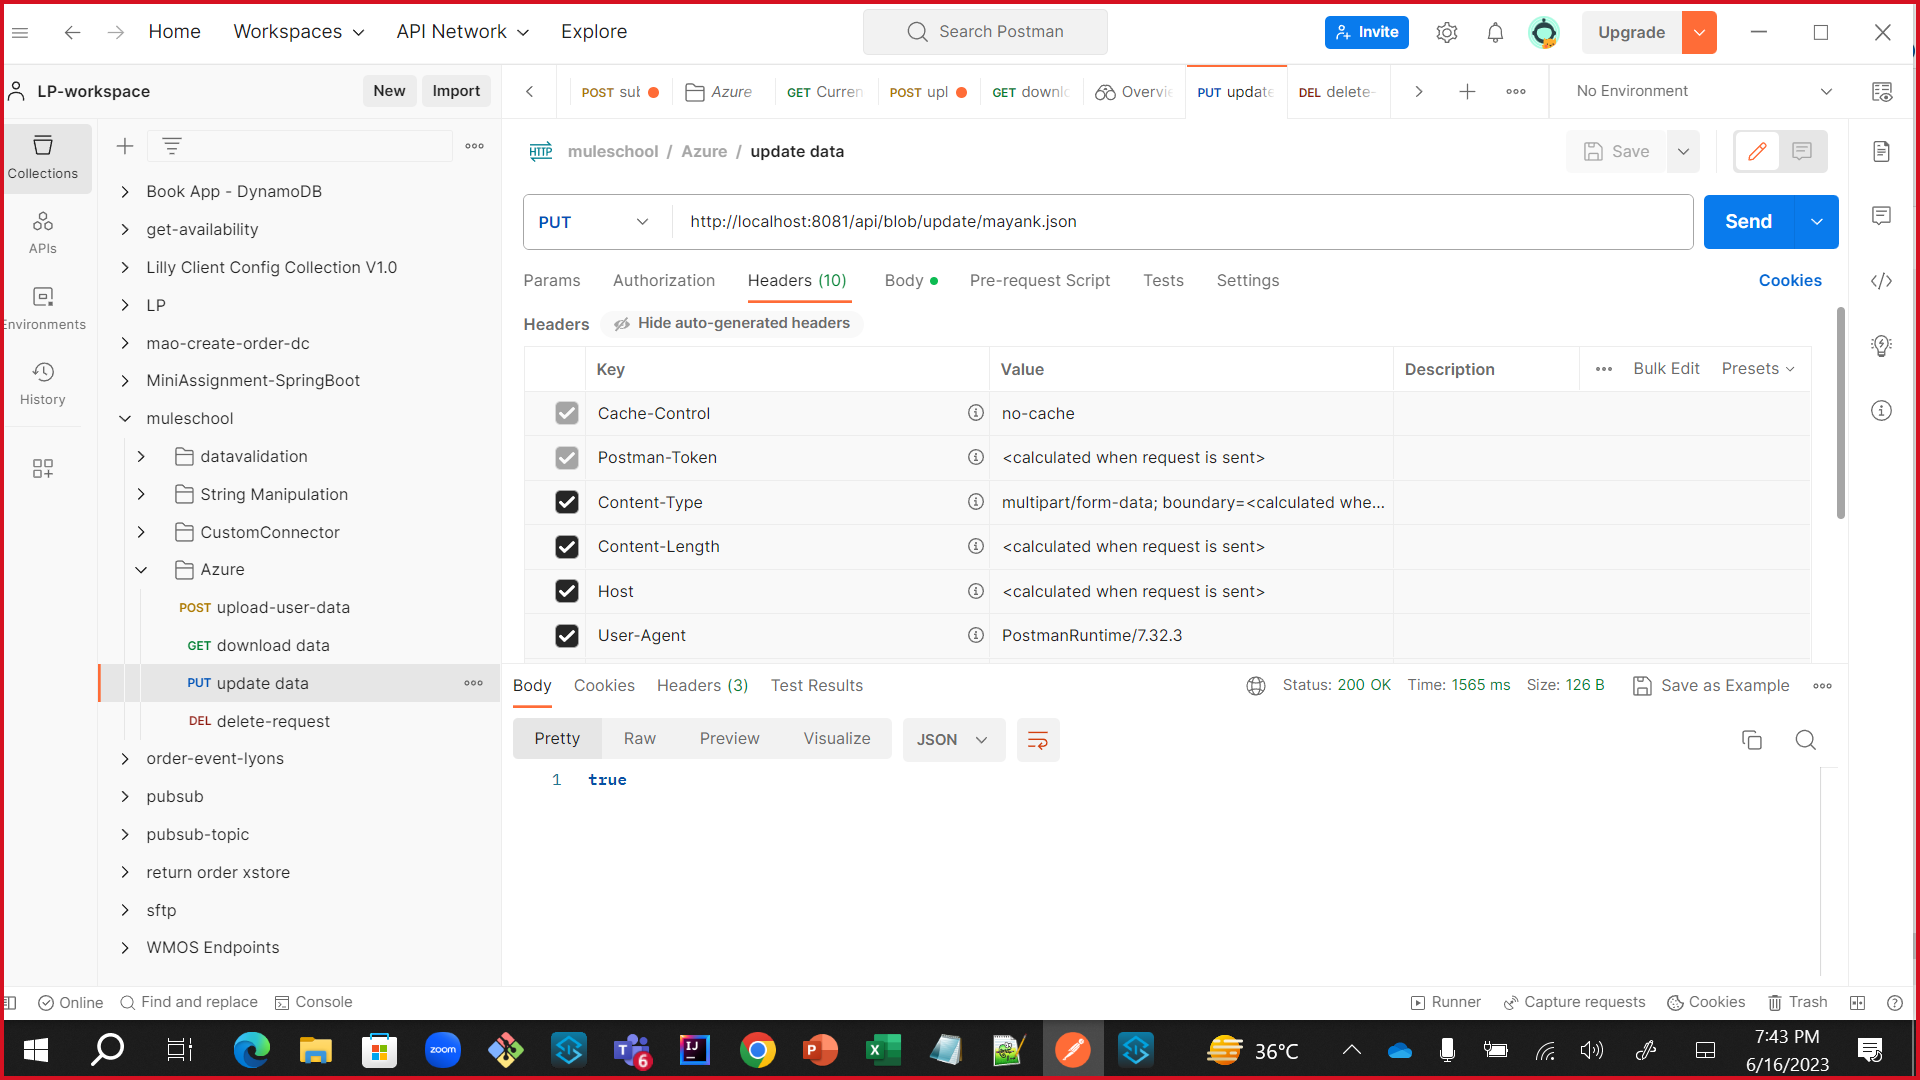 Home Workspaces API Network Explore Search Postman Invite Upgrade
LP-workspace New Import
POST sub Azure GET Curren POST upl GET downl Overvie PUT update DEL delete- No Environment
Collections
APIs
Environments
History
Book App - DynamoDB
get-availability
Lilly Client Config Collection V1.0
LP
mao-create-order-dc
MiniAssignment-SpringBoot
muleschool
datavalidation
String Manipulation
CustomConnector
Azure
POST upload-user-data
GET download data
PUT update data
DEL delete-request
order-event-lyons
pubsub
pubsub-topic
return order xstore
sftp
WMOS Endpoints
HTTP muleschool / Azure / update data Save
PUT http://localhost:8081/api/blob/update/mayank.json Send
Params Authorization Headers (10) Body Pre-request Script Tests Settings Cookies
Headers Hide auto-generated headers
Key Value Description Bulk Edit Presets
Cache-Control no-cache
Postman-Token <calculated when request is sent>
Content-Type multipart/form-data; boundary=<calculated whe...
Content-Length <calculated when request is sent>
Host <calculated when request is sent>
User-Agent PostmanRuntime/7.32.3
Body Cookies Headers (3) Test Results Status: 200 OK Time: 1565 ms Size: 126 B Save as Example
Pretty Raw Preview Visualize JSON
1 true
Online Find and replace Console Runner Capture requests Cookies Trash
zoom 6 IJ P X 36°C 7:43 PM
6/16/2023